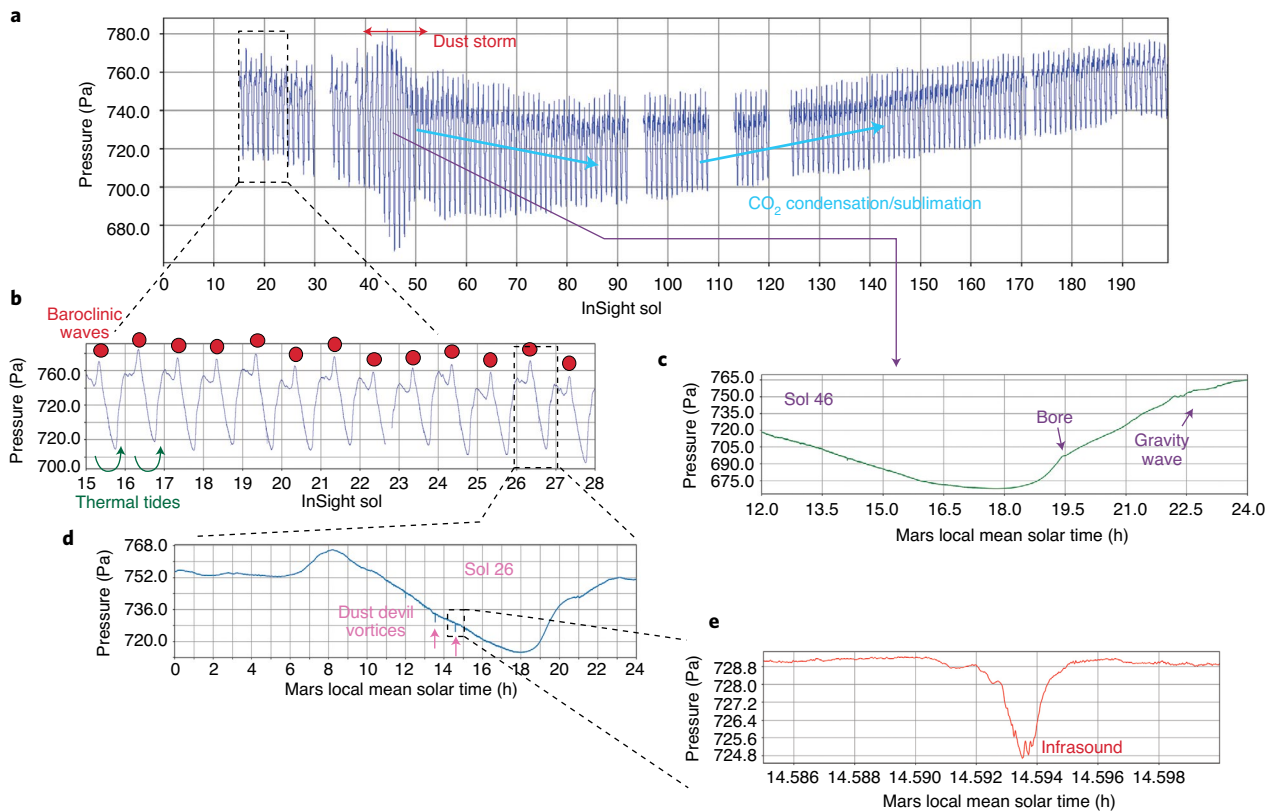 a
780.0
760.0
740.0
720.0
700.0
680.0
Pressure (Pa)
Dust storm
CO2 condensation/sublimation
0 10 20 30 40 50 60 70 80 90 100 110 120 130 140 150 160 170 180 190
InSight sol
b
Baroclinic
waves
760.0
720.0
720.0
700.0
Pressure (Pa)
15 16 17 18 19 20 21 22 23 24 25 26 27 28
InSight sol
Thermal tides
c
765.0
750.0
735.0
720.0
705.0
690.0
675.0
Pressure (Pa)
Sol 46
Bore
Gravity
wave
12.0 13.5 15.0 16.5 18.0 19.5 21.0 22.5 24.0
Mars local mean solar time (h)
d
768.0
752.0
736.0
720.0
Pressure (Pa)
Sol 26
Dust devil
vortices
0 2 4 6 8 10 12 14 16 18 20 22 24
Mars local mean solar time (h)
e
728.8
728.0
727.2
726.4
725.6
724.8
Pressure (Pa)
Infrasound
14.586 14.588 14.590 14.592 14.594 14.596 14.598
Mars local mean solar time (h)